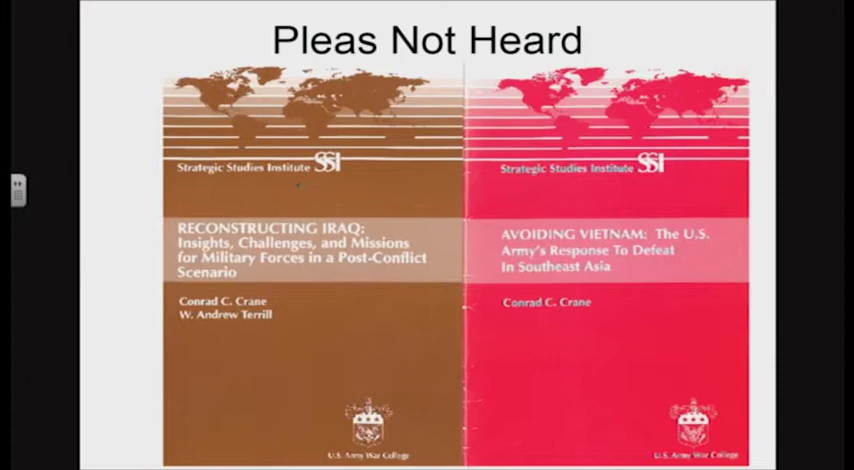 Pleas Not Heard
Strategic Studies Institute SSI
RECONSTRUCTING IRAQ:
Insights, Challenges, and Missions
for Military Forces in a Post-Conflict
Scenario
Conrad C. Crane
W. Andrew Terrill
U.S. Army War College
Strategic Studies Institute SSI
AVOIDING VIETNAM: The U.S.
Army's Response To Defeat
In Southeast Asia
Conrad C. Crane
U.S. Army War College